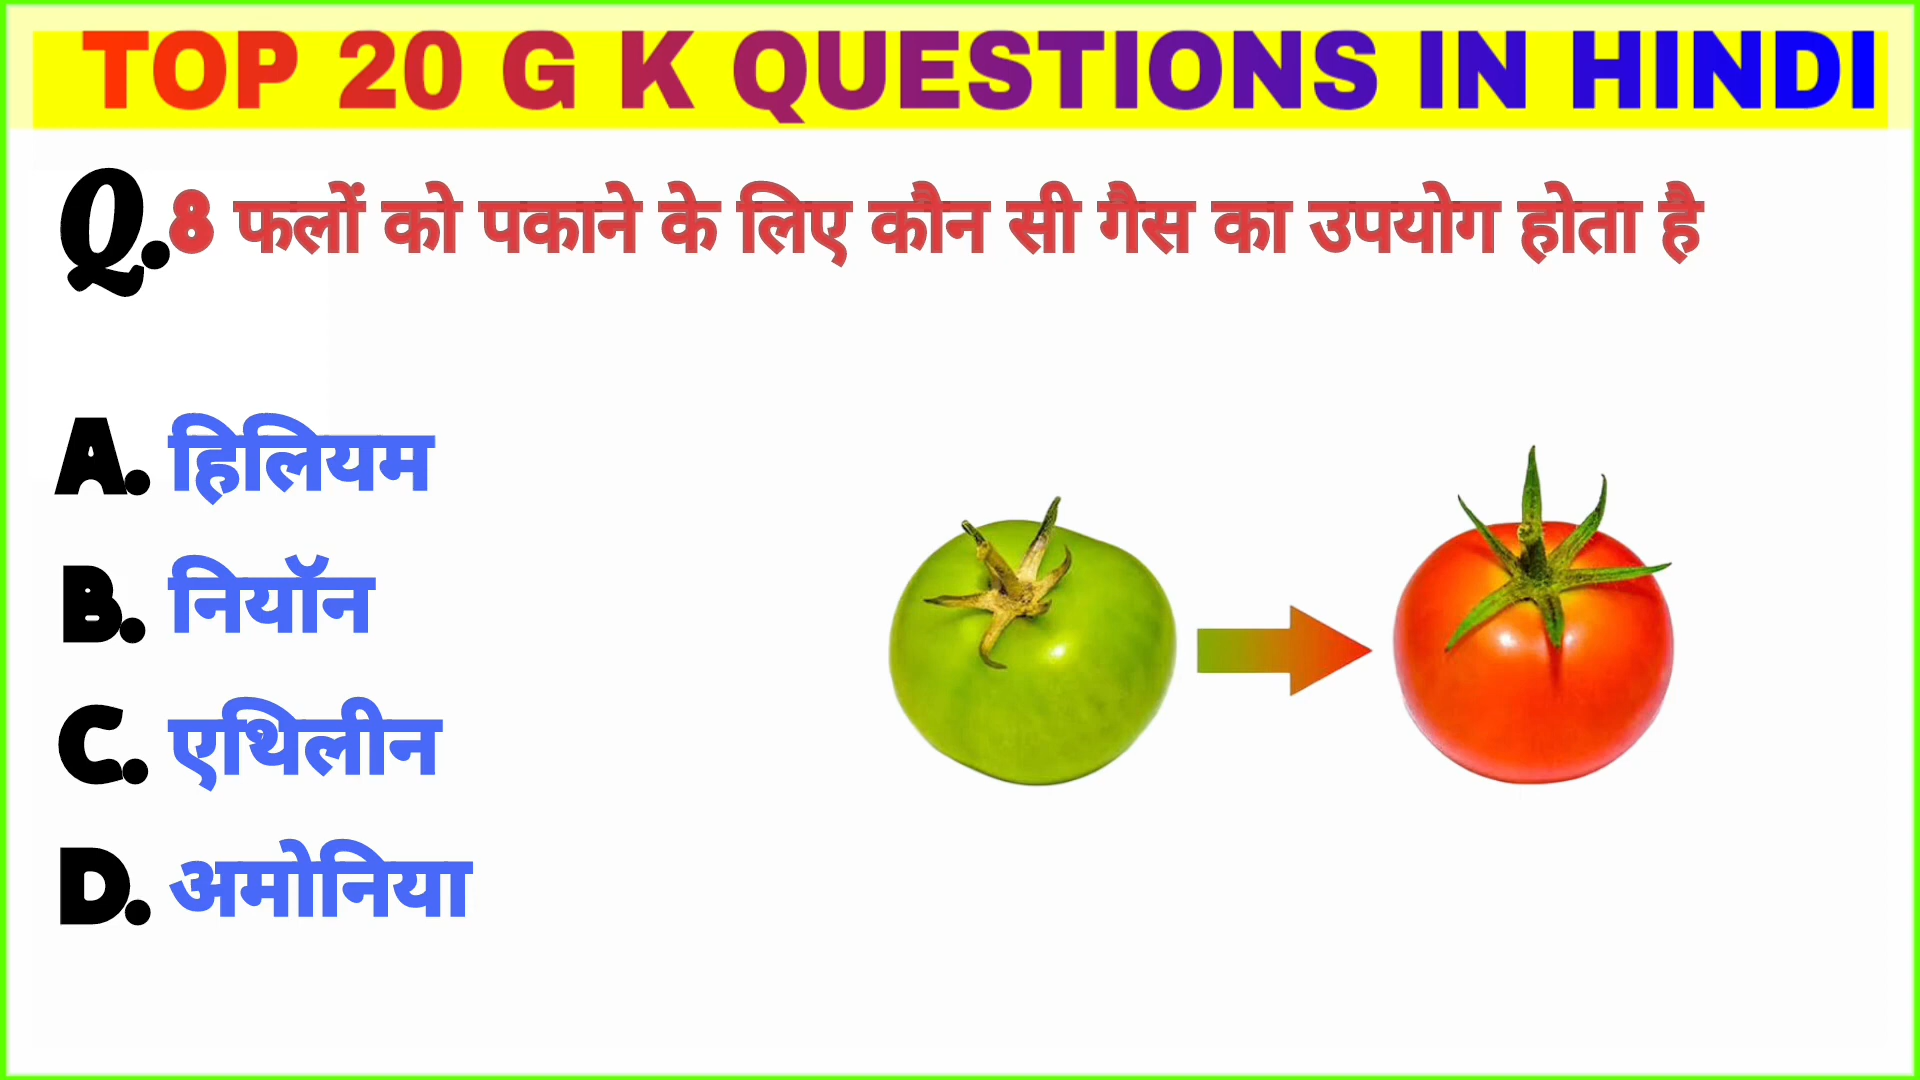 TOP 20 G K QUESTIONS IN HINDI
Q.8 फलों को पकाने के लिए कौन सी गैस का उपयोग होता है
A. हिलियम
B. नियॉन
C. एथिलीन
D. अमोनिया